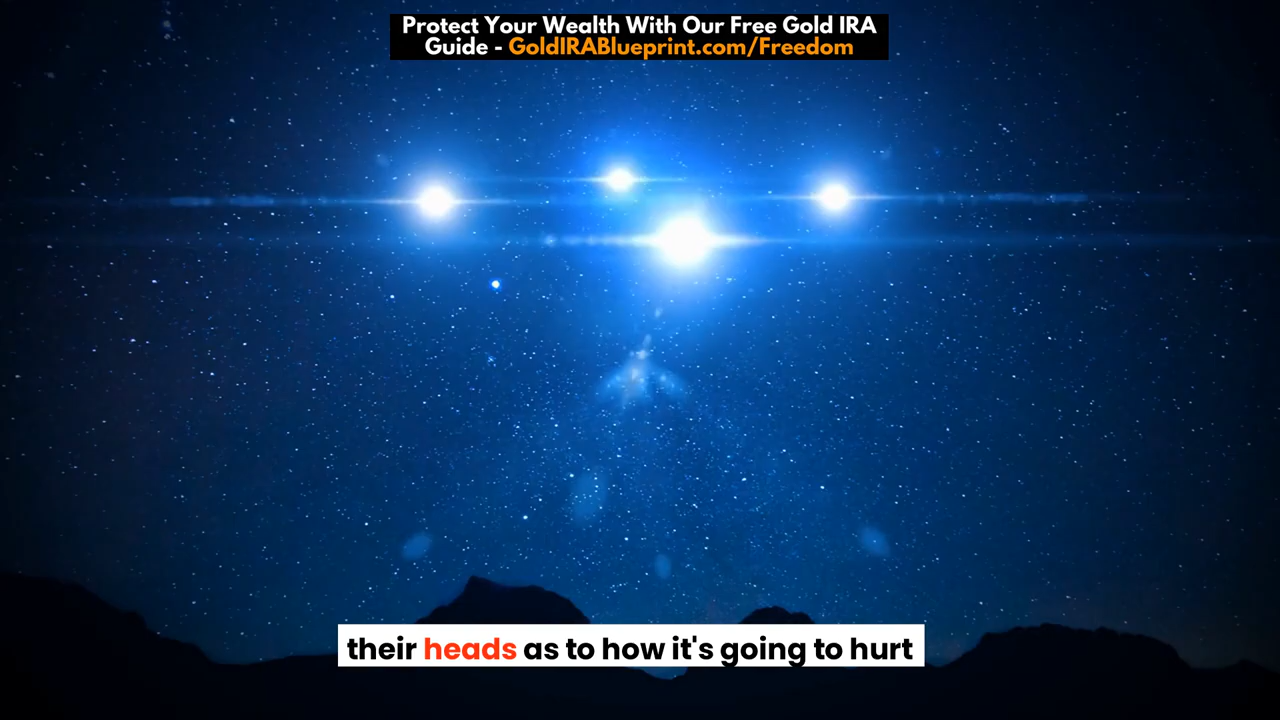 Protect Your Wealth With Our Free Gold IRA
Guide - GoldIRABlueprint.com/Freedom
their heads as to how it's going to hurt